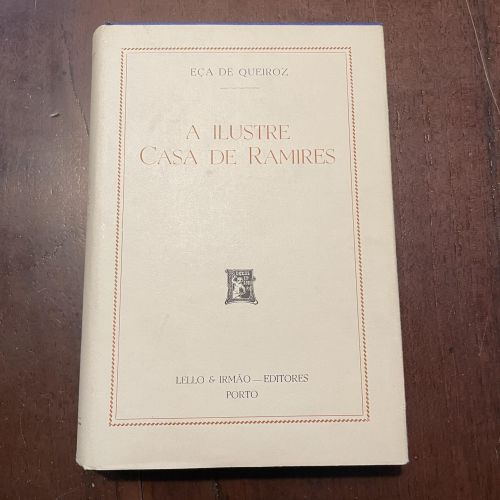 EÇA DE QUEIROZ
A ILUSTRE
CASA DE RAMIRES
LELLO & IRMÃO — EDITORES
PORTO